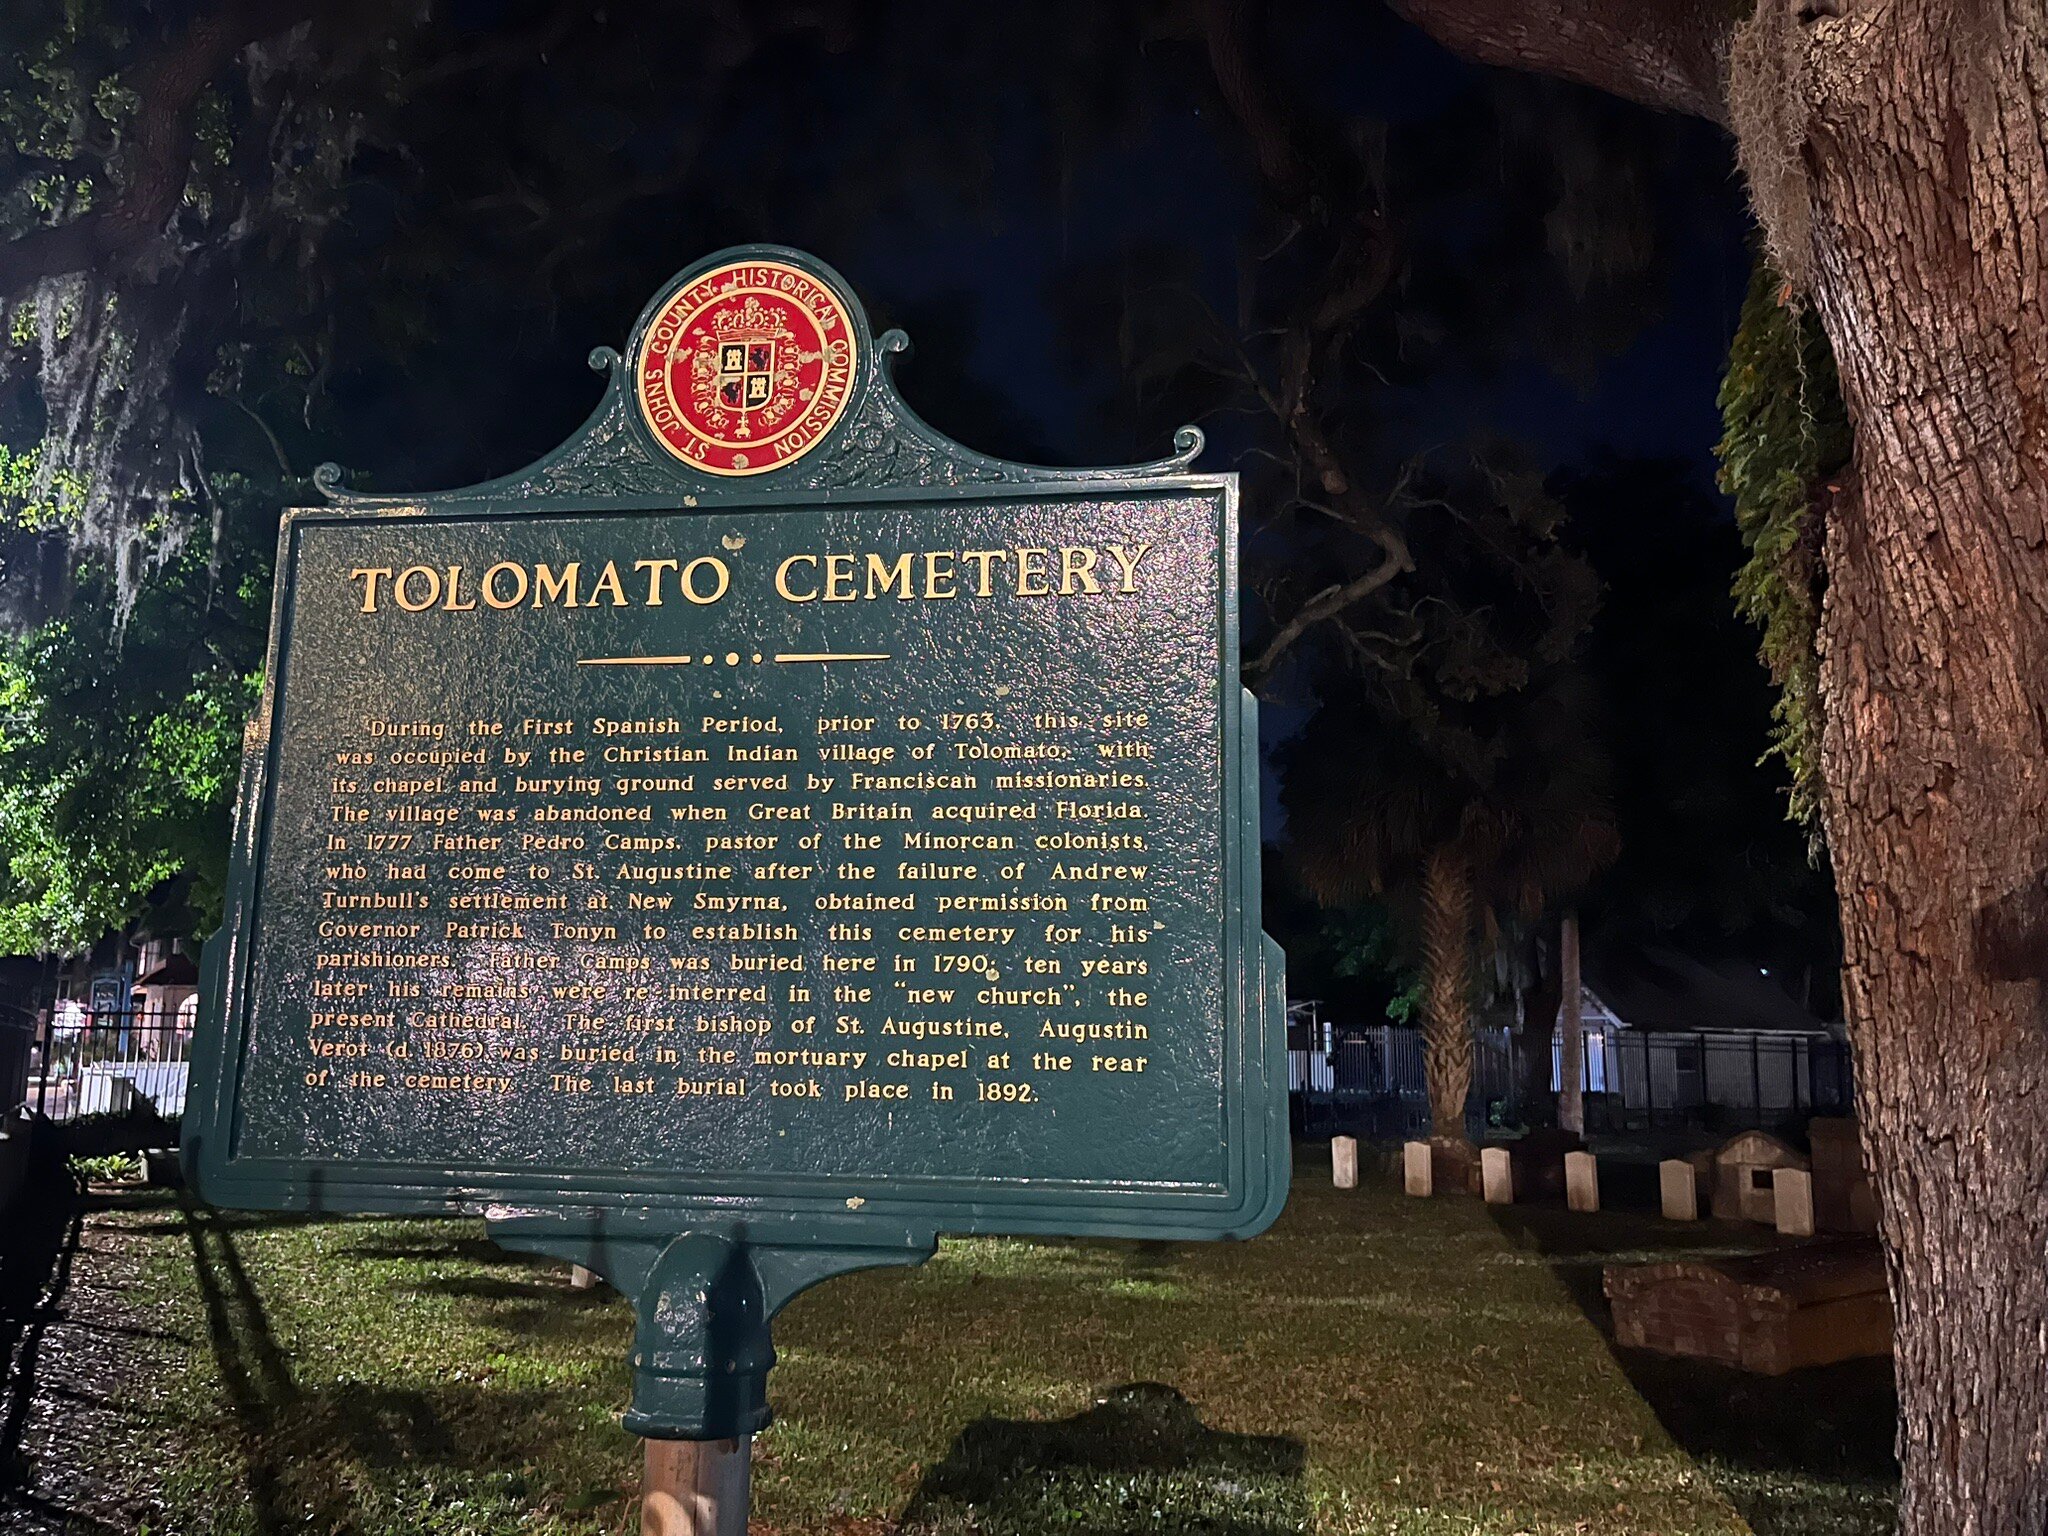 ST. JOHNS COUNTY HISTORICAL COMMISSION
TOLOMATO CEMETERY
During the First Spanish Period, prior to 1763, this site
was occupied by the Christian Indian village of Tolomato, with
its chapel and burying ground served by Franciscan missionaries.
The village was abandoned when Great Britain acquired Florida.
In 1777 Father Pedro Camps, pastor of the Minorcan colonists,
who had come to St. Augustine after the failure of Andrew
Turnbull's settlement at New Smyrna, obtained permission from
Governor Patrick Tonyn to establish this cemetery for his
parishioners. Father Camps was buried here in 1790; ten years
later his remains were re-interred in the "new church", the
present Cathedral. The first bishop of St. Augustine, Augustin
Verot (d. 1876) was buried in the mortuary chapel at the rear
of the cemetery. The last burial took place in 1892.